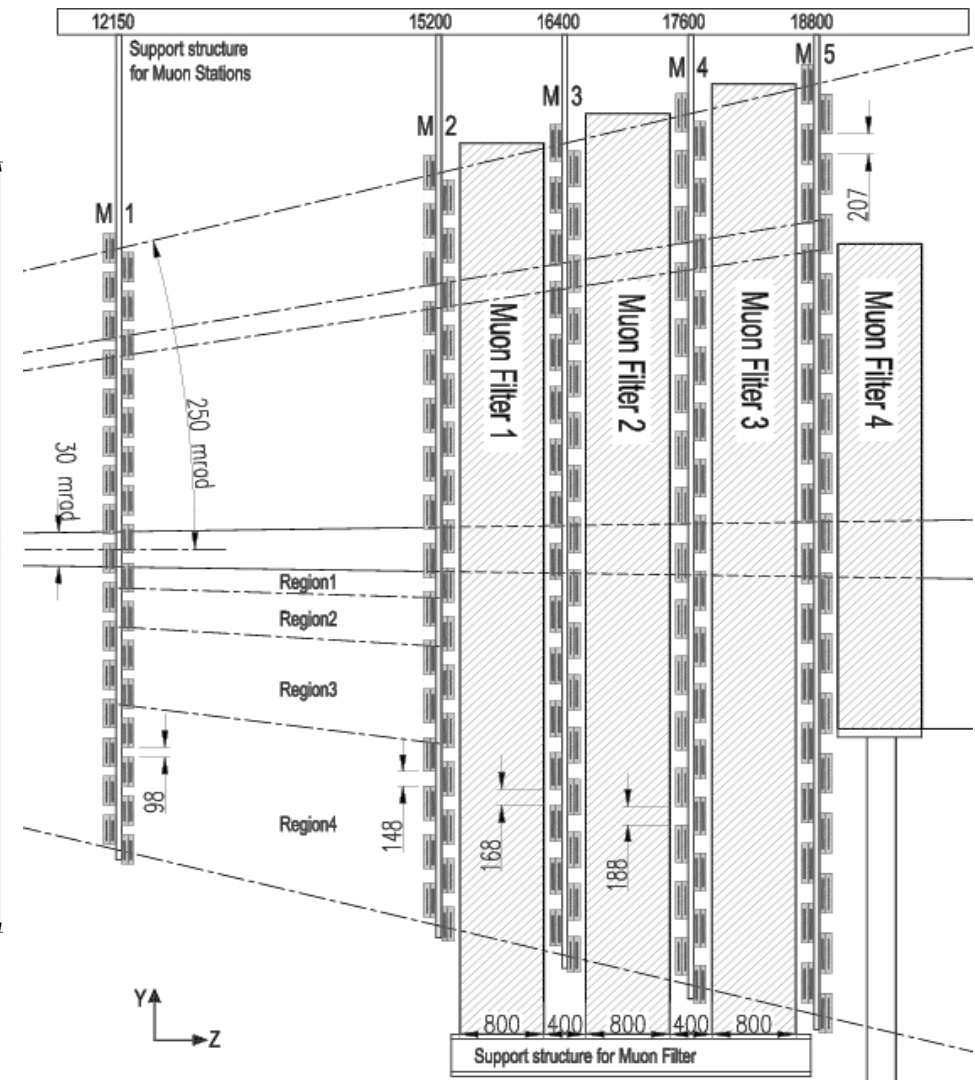 12150 15200 16400 17600 18800
Support structure
for Muon Stations
M 1
M 2
M 3
M 4
M 5
207
250 mrad
30 mrad
Muon Filter 1
Muon Filter 2
Muon Fliter 3
Muon Filter 4
Region1
Region2
Region3
Region4
98
148
168
188
Y
Z
800 400 800 400 800
Support structure for Muon Filter